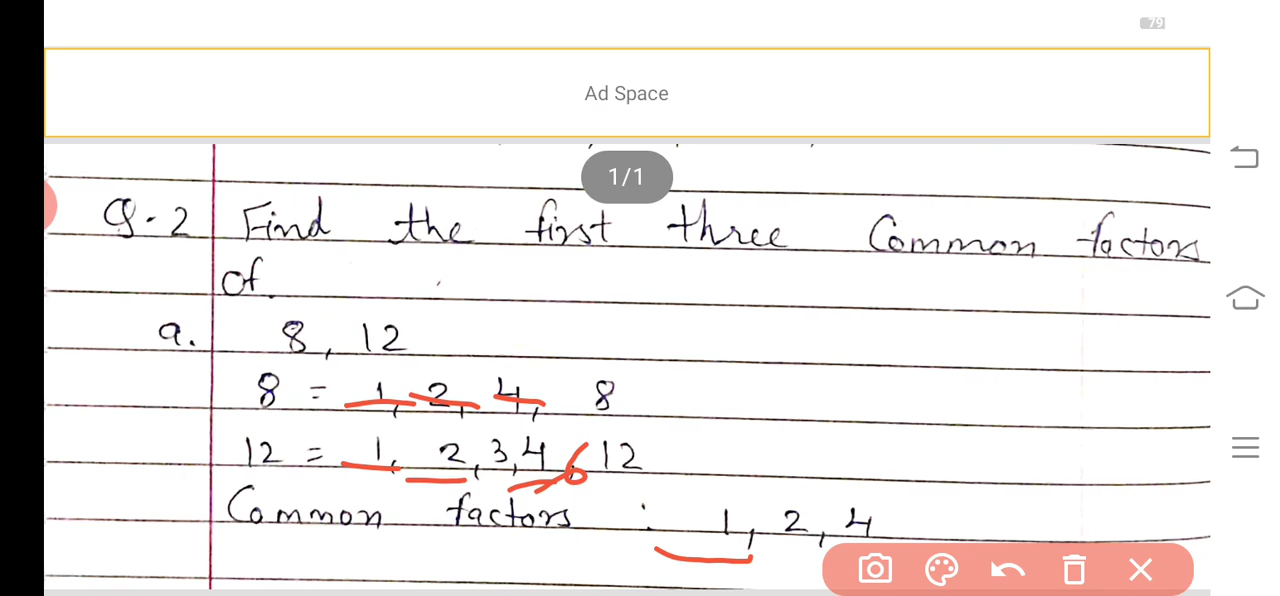 79
Ad Space
1/1
Q.2 Find the first three Common factors
of
a. 8, 12
8 = 1, 2, 4, 8
12 = 1, 2, 3, 4, 6 12
Common factors : 1, 2, 4